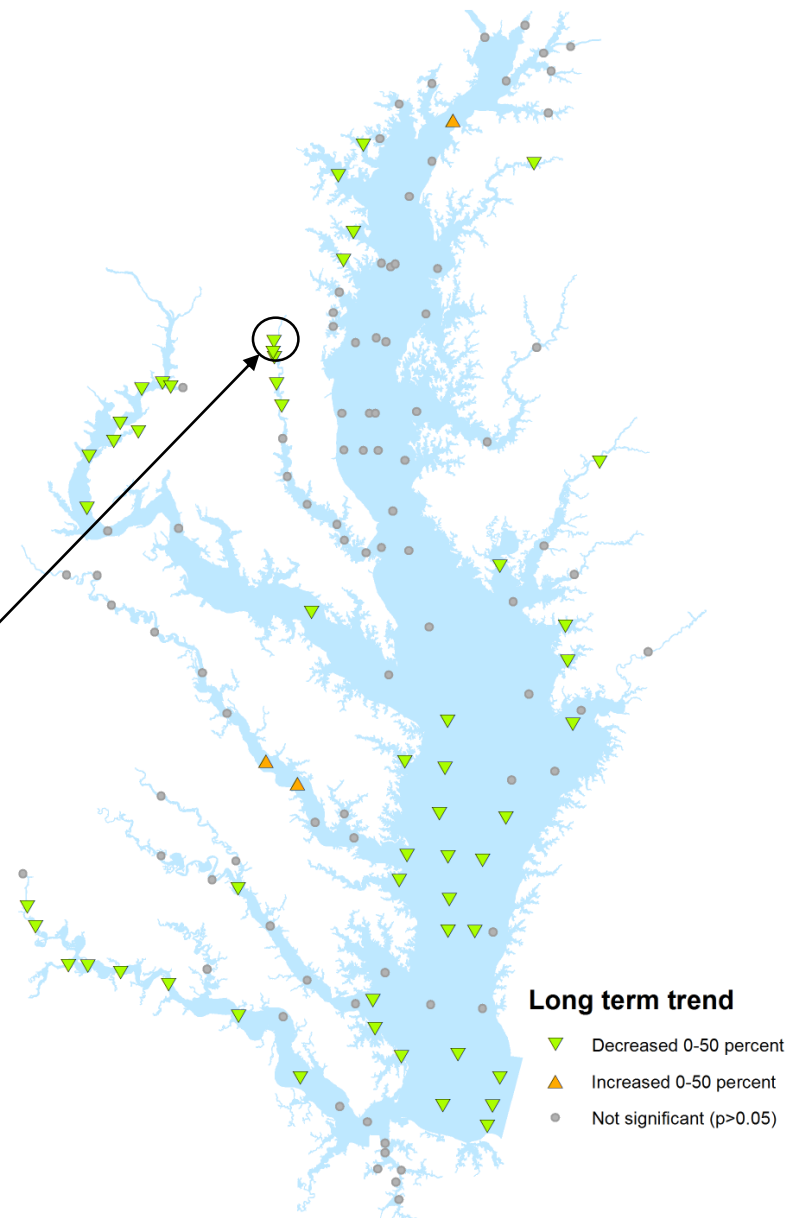 Long term trend
Decreased 0-50 percent
Increased 0-50 percent
Not significant (p>0.05)